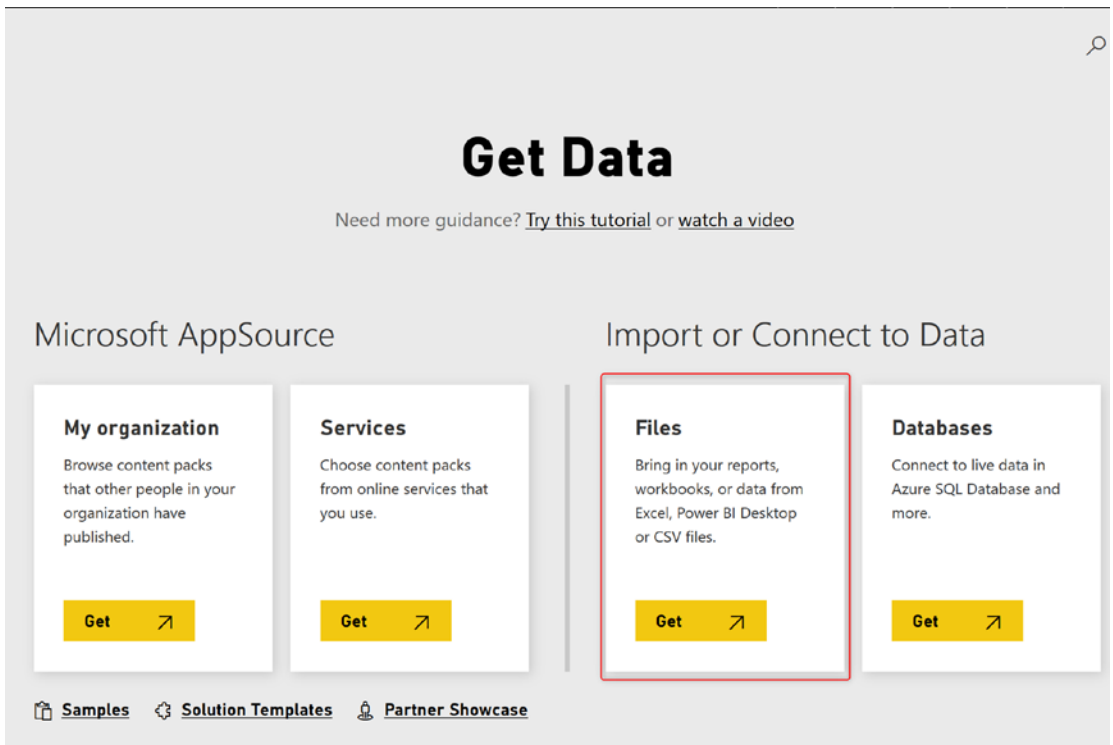 Get Data
Need more guidance? Try this tutorial or watch a video
Microsoft AppSource
My organization
Browse content packs
that other people in your
organization have
published.
Get
Services
Choose content packs
from online services that
you use.
Get
Import or Connect to Data
Files
Bring in your reports,
workbooks, or data from
Excel, Power BI Desktop
or CSV files.
Get
Databases
Connect to live data in
Azure SQL Database and
more.
Get
Samples
Solution Templates
Partner Showcase